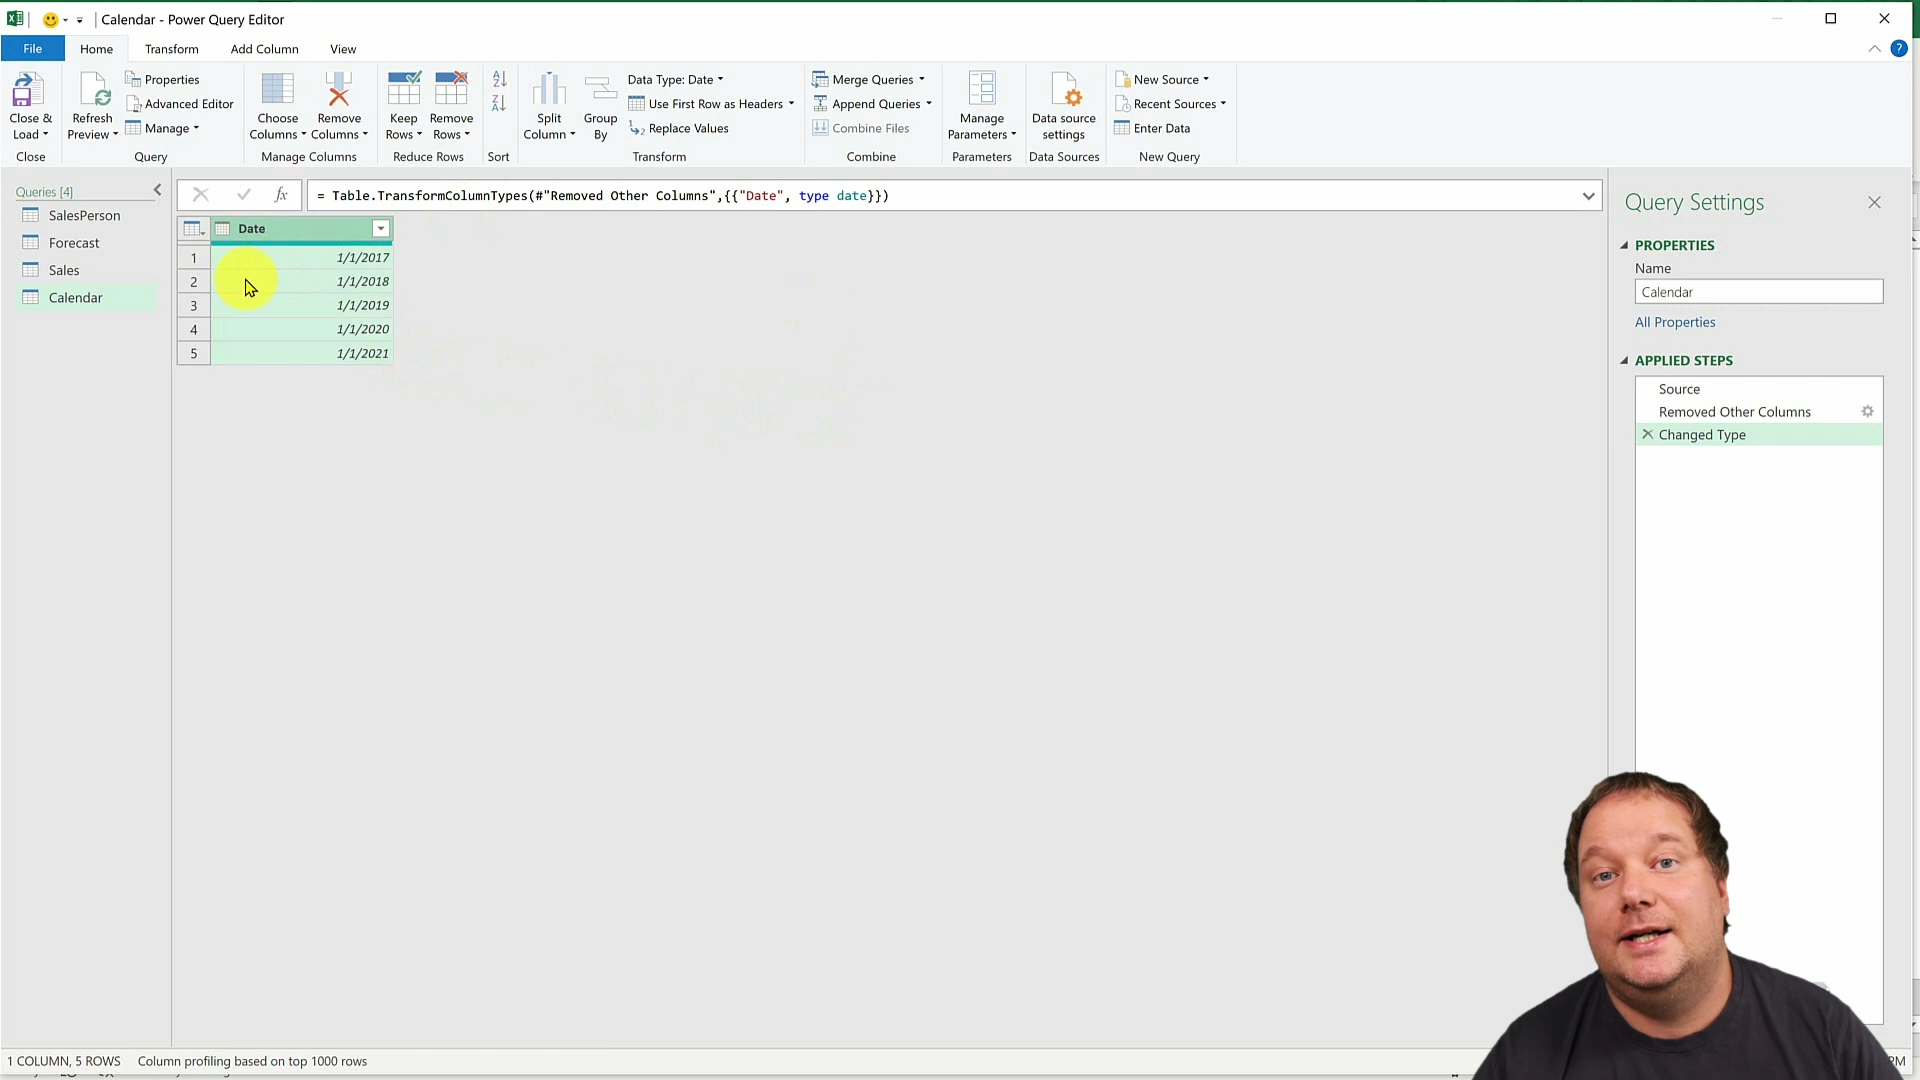 Calendar - Power Query Editor
File Home Transform Add Column View
Close & Load
Close
Refresh Preview
Properties
Advanced Editor
Manage
Query
Choose Columns
Remove Columns
Manage Columns
Keep Rows
Remove Rows
Reduce Rows
Sort
Split Column
Group By
Data Type: Date
Use First Row as Headers
Replace Values
Transform
Merge Queries
Append Queries
Combine Files
Combine
Manage Parameters
Parameters
Data source settings
Data Sources
New Source
Recent Sources
Enter Data
New Query
Queries [4]
SalesPerson
Forecast
Sales
Calendar
fx = Table.TransformColumnTypes(#"Removed Other Columns",{{"Date", type date}})
Date
1 1/1/2017
2 1/1/2018
3 1/1/2019
4 1/1/2020
5 1/1/2021
Query Settings
PROPERTIES
Name
Calendar
All Properties
APPLIED STEPS
Source
Removed Other Columns
Changed Type
1 COLUMN, 5 ROWS Column profiling based on top 1000 rows
PM